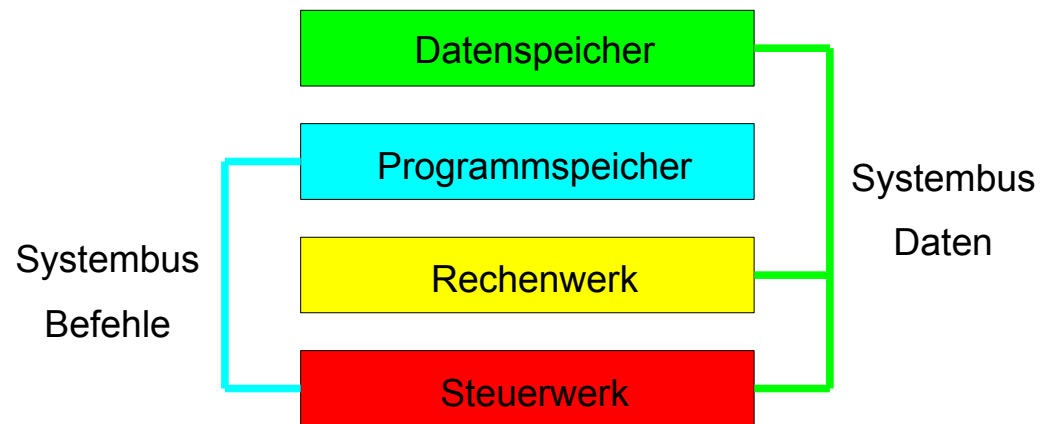 Datenspeicher
Programmspeicher
Systembus
Daten
Systembus
Befehle
Rechenwerk
Steuerwerk